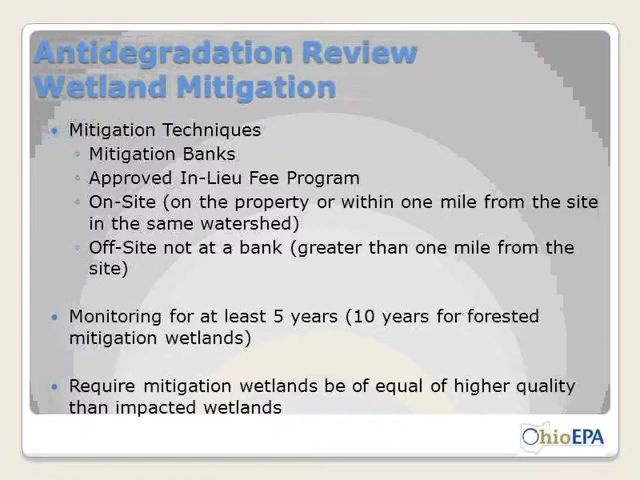 Antidegradation Review
Wetland Mitigation
• Mitigation Techniques
◦ Mitigation Banks
◦ Approved In-Lieu Fee Program
◦ On-Site (on the property or within one mile from the site
in the same watershed)
◦ Off-Site not at a bank (greater than one mile from the
site)
• Monitoring for at least 5 years (10 years for forested
mitigation wetlands)
• Require mitigation wetlands be of equal of higher quality
than impacted wetlands
OhioEPA